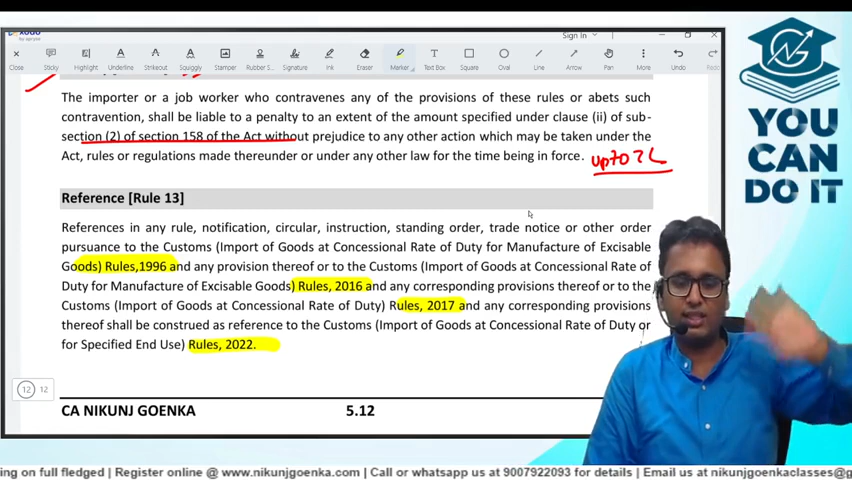 Sign In
Close
Sticky
Highlight
Underline
Strikeout
Squiggly
Stamper
Rubber S...
Signature
Ink
Eraser
Marker
Text Box
Square
Oval
Line
Arrow
Pan
More
Undo
Redo
The importer or a job worker who contravenes any of the provisions of these rules or abets such
contravention, shall be liable to a penalty to an extent of the amount specified under clause (ii) of sub-
section (2) of section 158 of the Act without prejudice to any other action which may be taken under the
Act, rules or regulations made thereunder or under any other law for the time being in force.
upto 2L
Reference [Rule 13]
References in any rule, notification, circular, instruction, standing order, trade notice or other order
pursuance to the Customs (Import of Goods at Concessional Rate of Duty for Manufacture of Excisable
Goods) Rules,1996 and any provision thereof or to the Customs (Import of Goods at Concessional Rate of
Duty for Manufacture of Excisable Goods) Rules, 2016 and any corresponding provisions thereof or to the
Customs (Import of Goods at Concessional Rate of Duty) Rules, 2017 and any corresponding provisions
thereof shall be construed as reference to the Customs (Import of Goods at Concessional Rate of Duty or
for Specified End Use) Rules, 2022.
12 12
CA NIKUNJ GOENKA 5.12
YOU
CAN
DO IT
ng on full fledged | Register online @ www.nikunjgoenka.com | Call or whatsapp us at 9007922093 | Email us at nikunjgoenkaclasses@g